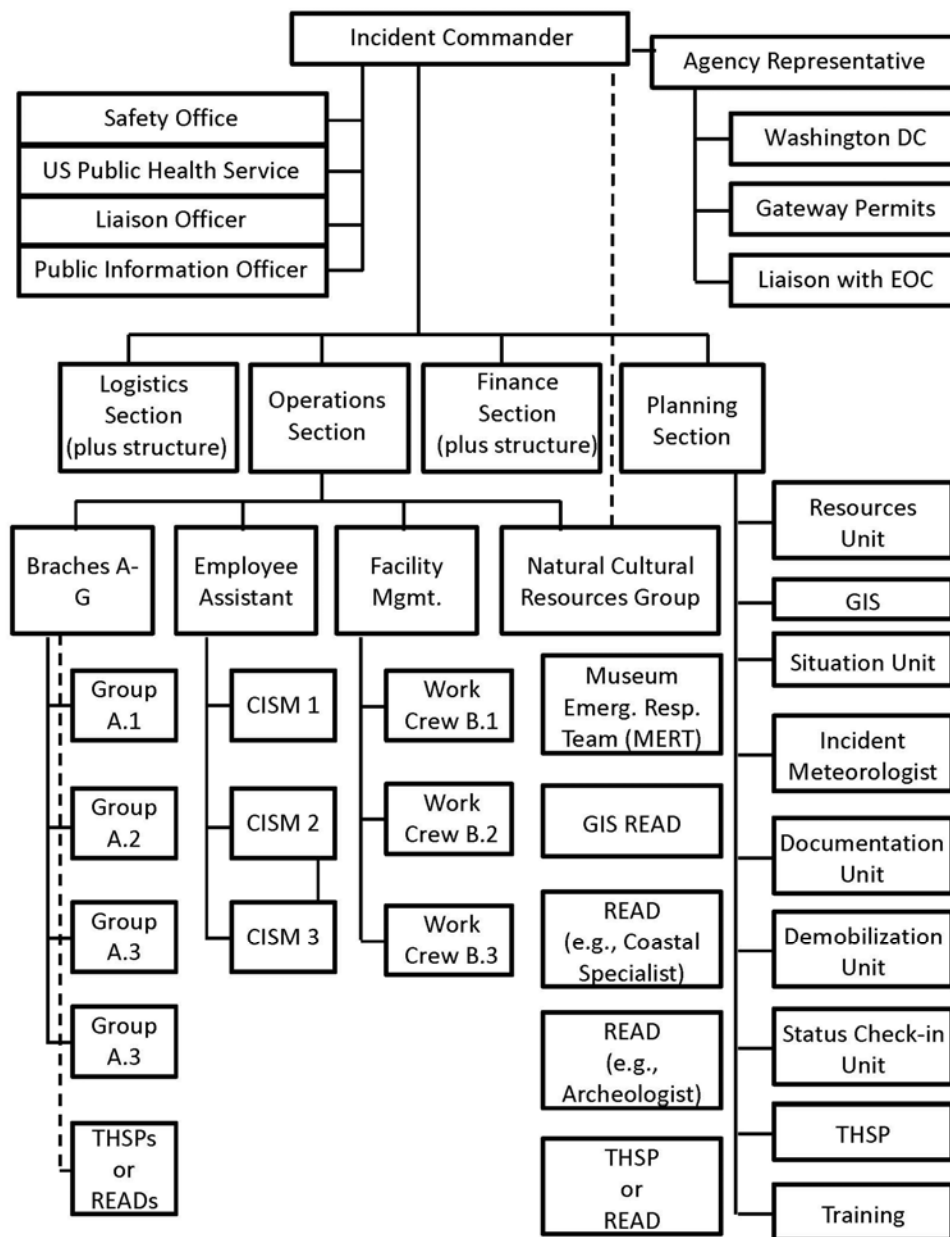 Incident Commander
Agency Representative
Safety Office
US Public Health Service
Liaison Officer
Public Information Officer
Washington DC
Gateway Permits
Liaison with EOC
Logistics
Section
(plus structure)
Operations
Section
Finance
Section
(plus structure)
Planning
Section
Braches A-
G
Employee
Assistant
Facility
Mgmt.
Natural Cultural
Resources Group
Group
A.1
Group
A.2
Group
A.3
Group
A.3
THSPs
or
READs
CISM 1
CISM 2
CISM 3
Work
Crew B.1
Work
Crew B.2
Work
Crew B.3
Museum
Emerg. Resp.
Team (MERT)
GIS READ
READ
(e.g., Coastal
Specialist)
READ
(e.g.,
Archeologist)
THSP
or
READ
Resources
Unit
GIS
Situation Unit
Incident
Meteorologist
Documentation
Unit
Demobilization
Unit
Status Check-in
Unit
THSP
Training